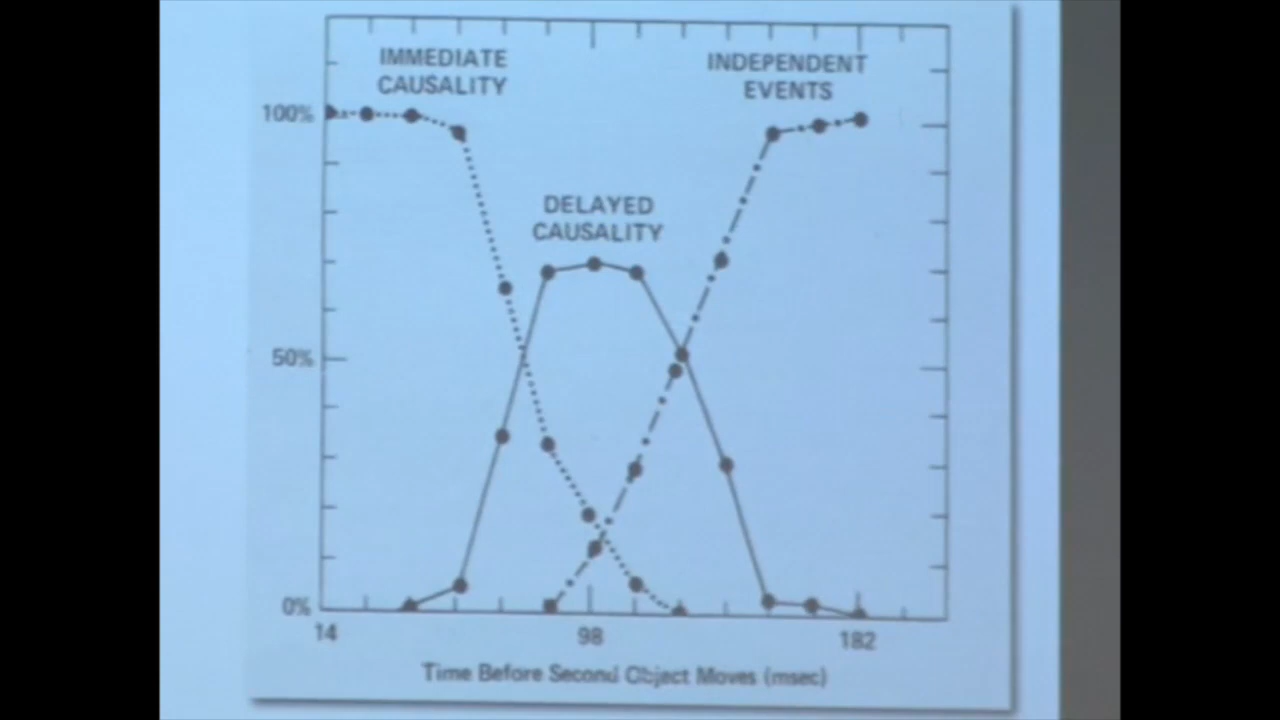 IMMEDIATE
CAUSALITY
INDEPENDENT
EVENTS
100%
DELAYED
CAUSALITY
50%
0%
14
98
182
Time Before Second Object Moves (msec)